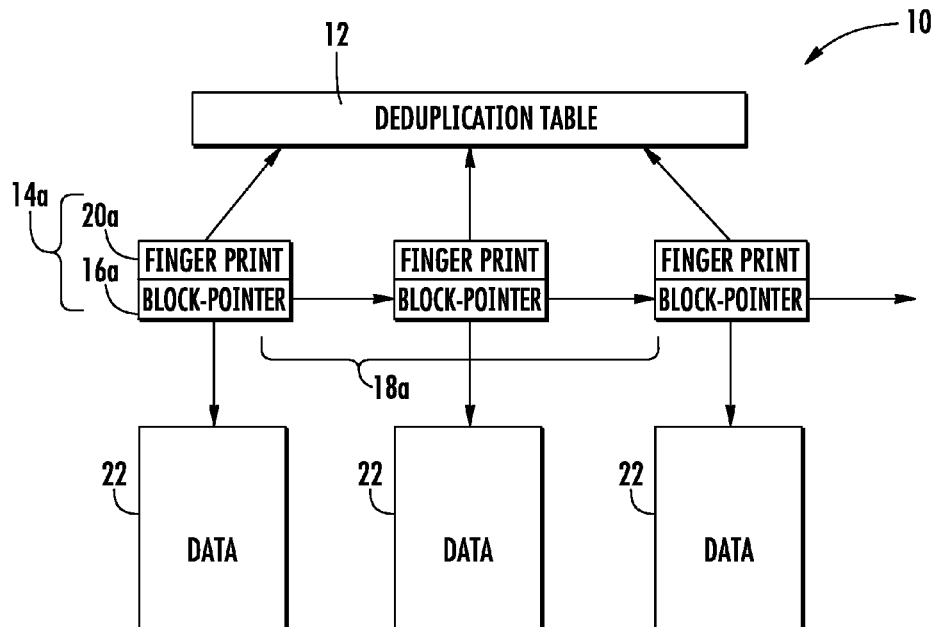 10
12
DEDUPLICATION TABLE
14a
20a
FINGER PRINT FINGER PRINT FINGER PRINT
16a
BLOCK-POINTER BLOCK-POINTER BLOCK-POINTER
18a
22 22 22
DATA DATA DATA